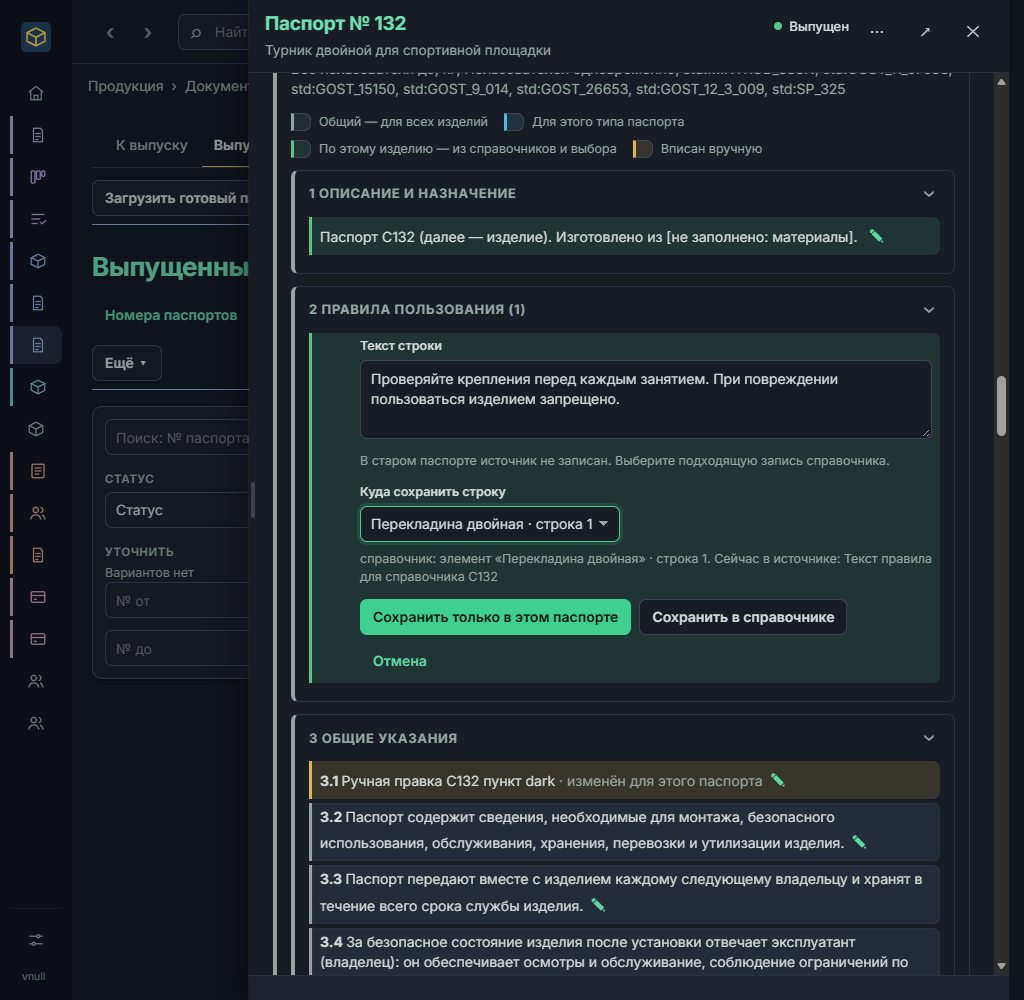 Паспорт № 132
Турник двойной для спортивной площадки
Выпущен
...
Найт
Продукция › Докумен
К выпуску Выпу
Загрузить готовый п
Выпущенны
Номера паспортов
Ещё
Поиск: № паспорта
СТАТУС
Статус
УТОЧНИТЬ
Вариантов нет
№ от
№ до
vnull
std:GOST_15150, std:GOST_9_014, std:GOST_26653, std:GOST_12_3_009, std:SP_325
Общий — для всех изделий Для этого типа паспорта
По этому изделию — из справочников и выбора Вписан вручную
1 ОПИСАНИЕ И НАЗНАЧЕНИЕ
Паспорт С132 (далее — изделие). Изготовлено из [не заполнено: материалы].
2 ПРАВИЛА ПОЛЬЗОВАНИЯ (1)
Текст строки
Проверяйте крепления перед каждым занятием. При повреждении
пользоваться изделием запрещено.
В старом паспорте источник не записан. Выберите подходящую запись справочника.
Куда сохранить строку
Перекладина двойная · строка 1
справочник: элемент «Перекладина двойная» · строка 1. Сейчас в источнике: Текст правила
для справочника С132
Сохранить только в этом паспорте Сохранить в справочнике
Отмена
3 ОБЩИЕ УКАЗАНИЯ
3.1 Ручная правка С132 пункт dark · изменён для этого паспорта
3.2 Паспорт содержит сведения, необходимые для монтажа, безопасного
использования, обслуживания, хранения, перевозки и утилизации изделия.
3.3 Паспорт передают вместе с изделием каждому следующему владельцу и хранят в
течение всего срока службы изделия.
3.4 За безопасное состояние изделия после установки отвечает эксплуатант
(владелец): он обеспечивает осмотры и обслуживание, соблюдение ограничений по